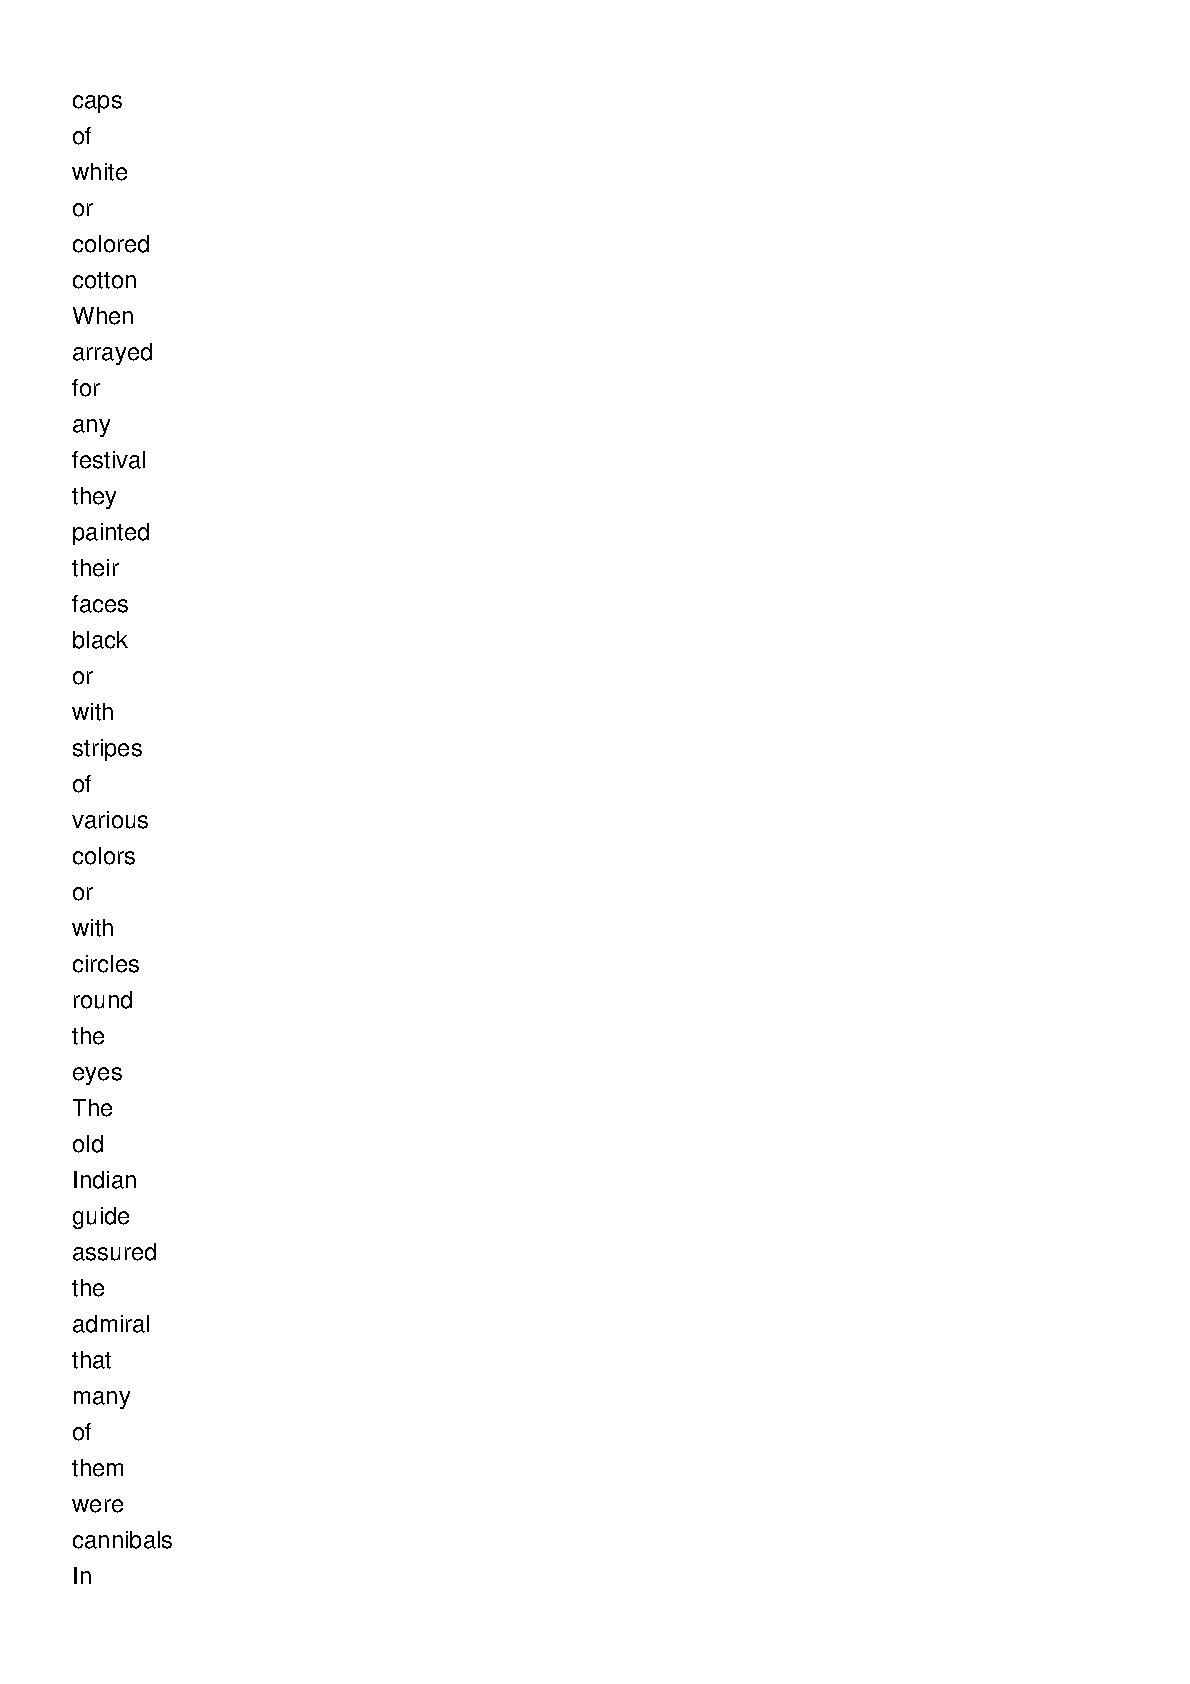 caps
of
white
or
colored
cotton
When
arrayed
for
any
festival
they
painted
their
faces
black
or
with
stripes
of
various
colors
or
with
circles
round
the
eyes
The
old
Indian
guide
assured
the
admiral
that
many
of
them
were
cannibals
In